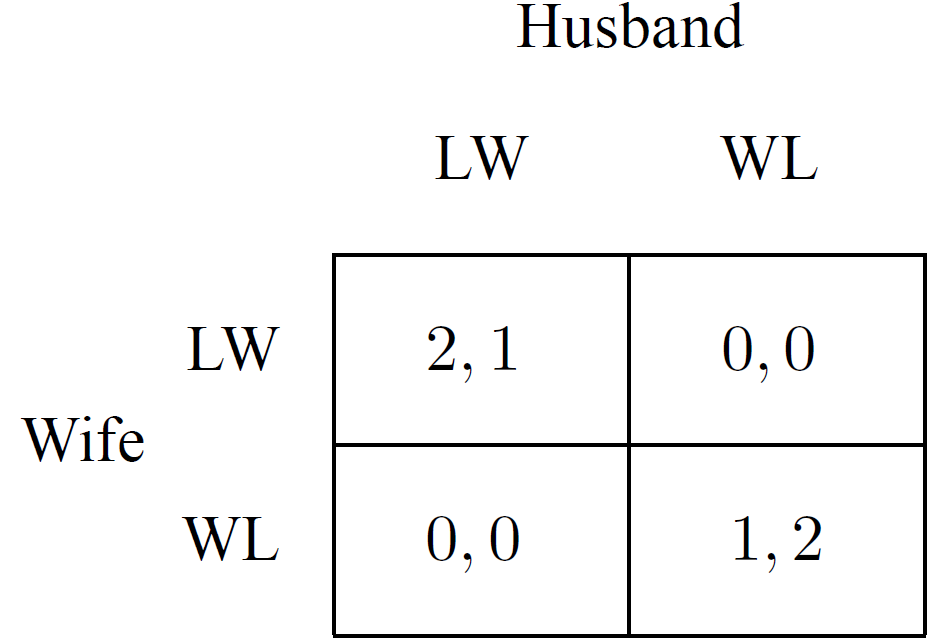 Husband
LW WL
LW 2, 1 0, 0
Wife
WL 0, 0 1, 2